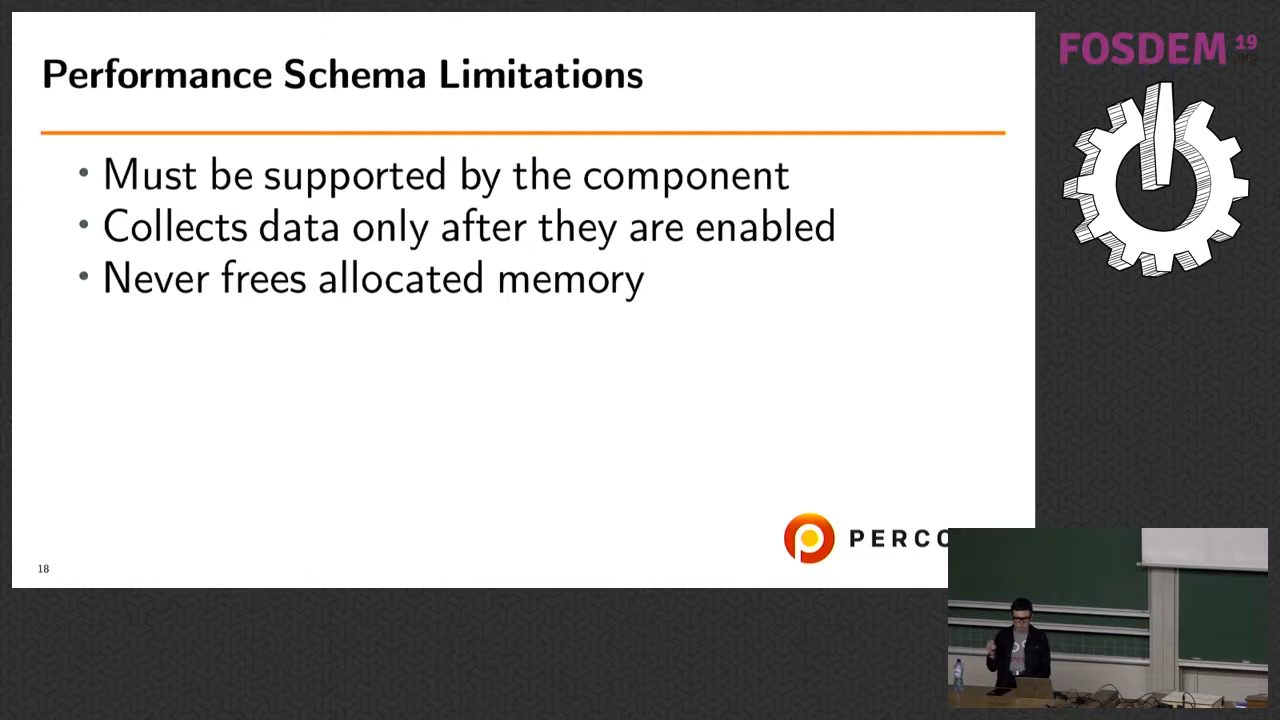 Performance Schema Limitations
• Must be supported by the component
• Collects data only after they are enabled
• Never frees allocated memory
18
PERCO
FOSDEM 19
.org